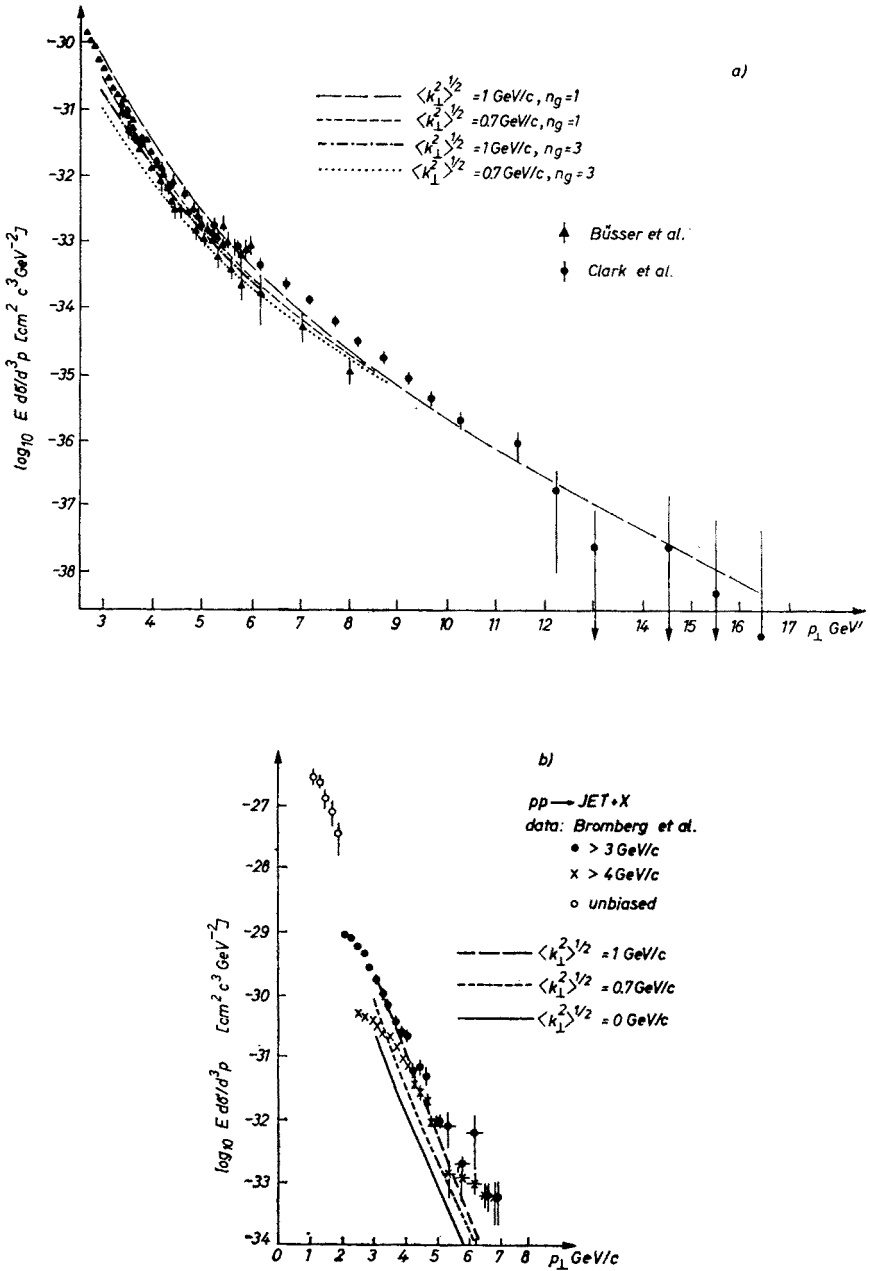 a)
log₁₀ E dσ/d³p [cm² c³ GeV⁻²]
-30
-31
-32
-33
-34
-35
-36
-37
-38
⟨k⊥²⟩^1/2 = 1 GeV/c, n_g = 1
⟨k⊥²⟩^1/2 = 0.7 GeV/c, n_g = 1
⟨k⊥²⟩^1/2 = 1 GeV/c, n_g = 3
⟨k⊥²⟩^1/2 = 0.7 GeV/c, n_g = 3
Büsser et al.
Clark et al.
3 4 5 6 7 8 9 10 11 12 13 14 15 16 17 p⊥ GeV'
b)
log₁₀ E dσ/d³p [cm² c³ GeV⁻²]
-27
-28
-29
-30
-31
-32
-33
-34
pp → JET + X
data: Bromberg et al.
> 3 GeV/c
> 4 GeV/c
unbiased
⟨k⊥²⟩^1/2 = 1 GeV/c
⟨k⊥²⟩^1/2 = 0.7 GeV/c
⟨k⊥²⟩^1/2 = 0 GeV/c
0 1 2 3 4 5 6 7 8 p⊥ GeV/c